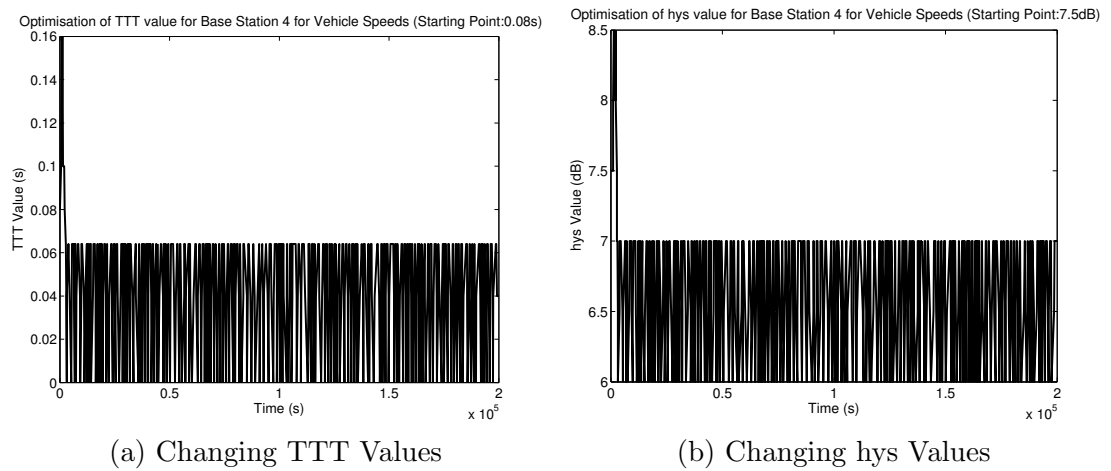 Optimisation of TTT value for Base Station 4 for Vehicle Speeds (Starting Point:0.08s)
0.16
0.14
0.12
0.1
0.08
0.06
0.04
0.02
0
TTT Value (s)
0 0.5 1 1.5 2
x 10^5
Time (s)
(a) Changing TTT Values
Optimisation of hys value for Base Station 4 for Vehicle Speeds (Starting Point:7.5dB)
8.5
8
7.5
7
6.5
6
hys Value (dB)
0 0.5 1 1.5 2
x 10^5
Time (s)
(b) Changing hys Values